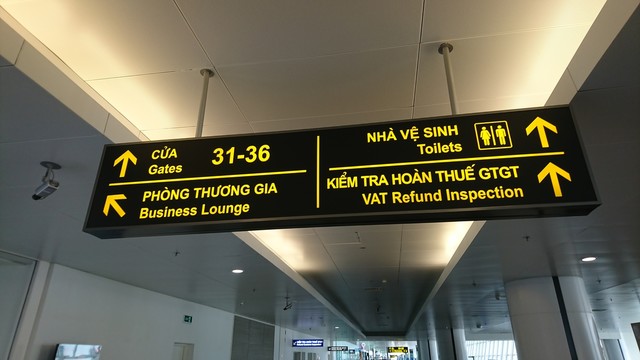 CỬA
Gates
31-36
PHÒNG THƯƠNG GIA
Business Lounge
NHÀ VỆ SINH
Toilets
KIỂM TRA HOÀN THUẾ GTGT
VAT Refund Inspection